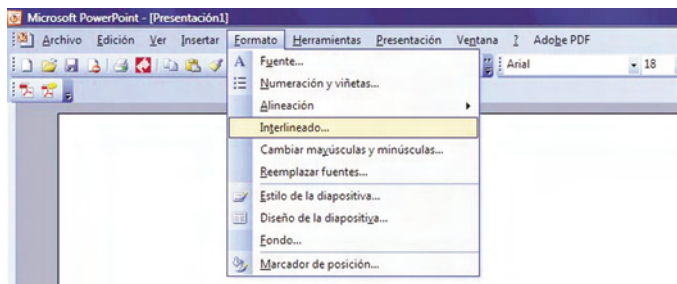 Microsoft PowerPoint - [Presentación1]
Archivo Edición Ver Insertar Formato Herramientas Presentación Ventana ? Adobe PDF
Arial 18
Fuente...
Numeración y viñetas...
Alineación
Interlineado...
Cambiar mayúsculas y minúsculas...
Reemplazar fuentes...
Estilo de la diapositiva...
Diseño de la diapositiva...
Fondo...
Marcador de posición...